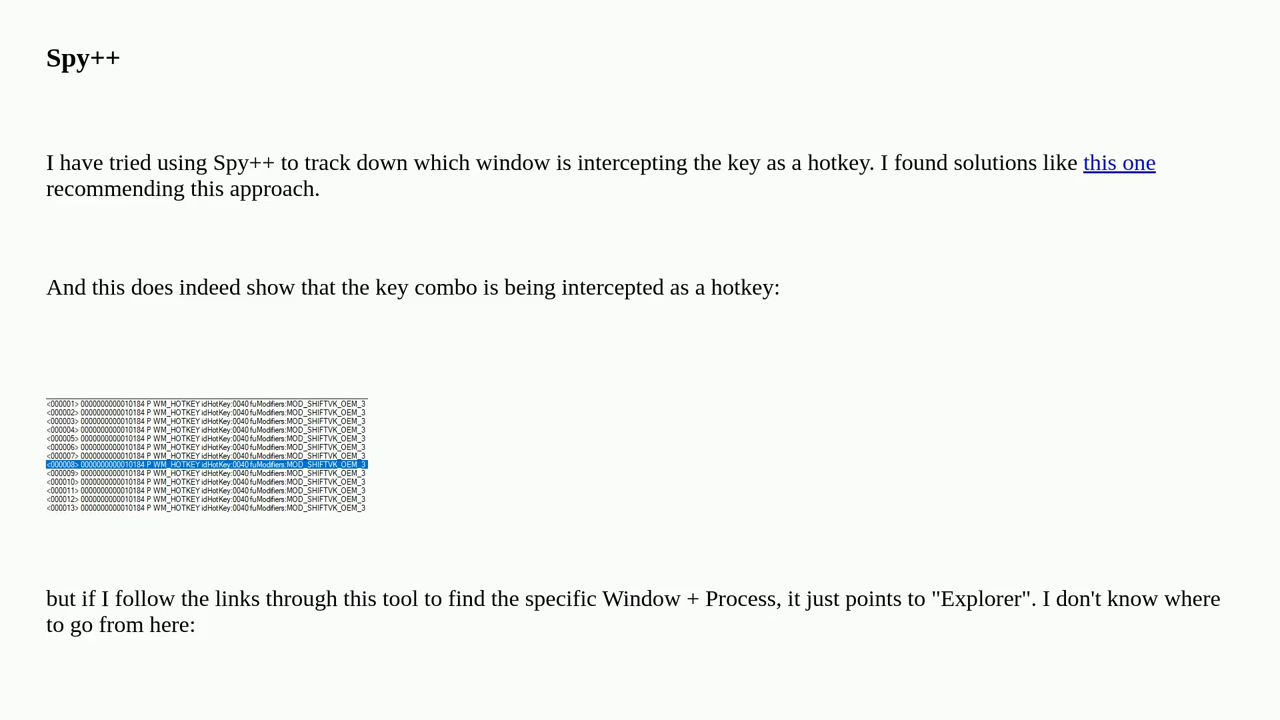 Spy++
I have tried using Spy++ to track down which window is intercepting the key as a hotkey. I found solutions like this one
recommending this approach.
And this does indeed show that the key combo is being intercepted as a hotkey:
<000001> 0000000000010184 P WM_HOTKEY idHotKey:0040 fuModifiers:MOD_SHIFTVK_OEM_3
<000002> 0000000000010184 P WM_HOTKEY idHotKey:0040 fuModifiers:MOD_SHIFTVK_OEM_3
<000003> 0000000000010184 P WM_HOTKEY idHotKey:0040 fuModifiers:MOD_SHIFTVK_OEM_3
<000004> 0000000000010184 P WM_HOTKEY idHotKey:0040 fuModifiers:MOD_SHIFTVK_OEM_3
<000005> 0000000000010184 P WM_HOTKEY idHotKey:0040 fuModifiers:MOD_SHIFTVK_OEM_3
<000006> 0000000000010184 P WM_HOTKEY idHotKey:0040 fuModifiers:MOD_SHIFTVK_OEM_3
<000007> 0000000000010184 P WM_HOTKEY idHotKey:0040 fuModifiers:MOD_SHIFTVK_OEM_3
<000008> 0000000000010184 P WM_HOTKEY idHotKey:0040 fuModifiers:MOD_SHIFTVK_OEM_3
<000009> 0000000000010184 P WM_HOTKEY idHotKey:0040 fuModifiers:MOD_SHIFTVK_OEM_3
<000010> 0000000000010184 P WM_HOTKEY idHotKey:0040 fuModifiers:MOD_SHIFTVK_OEM_3
<000011> 0000000000010184 P WM_HOTKEY idHotKey:0040 fuModifiers:MOD_SHIFTVK_OEM_3
<000012> 0000000000010184 P WM_HOTKEY idHotKey:0040 fuModifiers:MOD_SHIFTVK_OEM_3
<000013> 0000000000010184 P WM_HOTKEY idHotKey:0040 fuModifiers:MOD_SHIFTVK_OEM_3
but if I follow the links through this tool to find the specific Window + Process, it just points to "Explorer". I don't know where
to go from here: